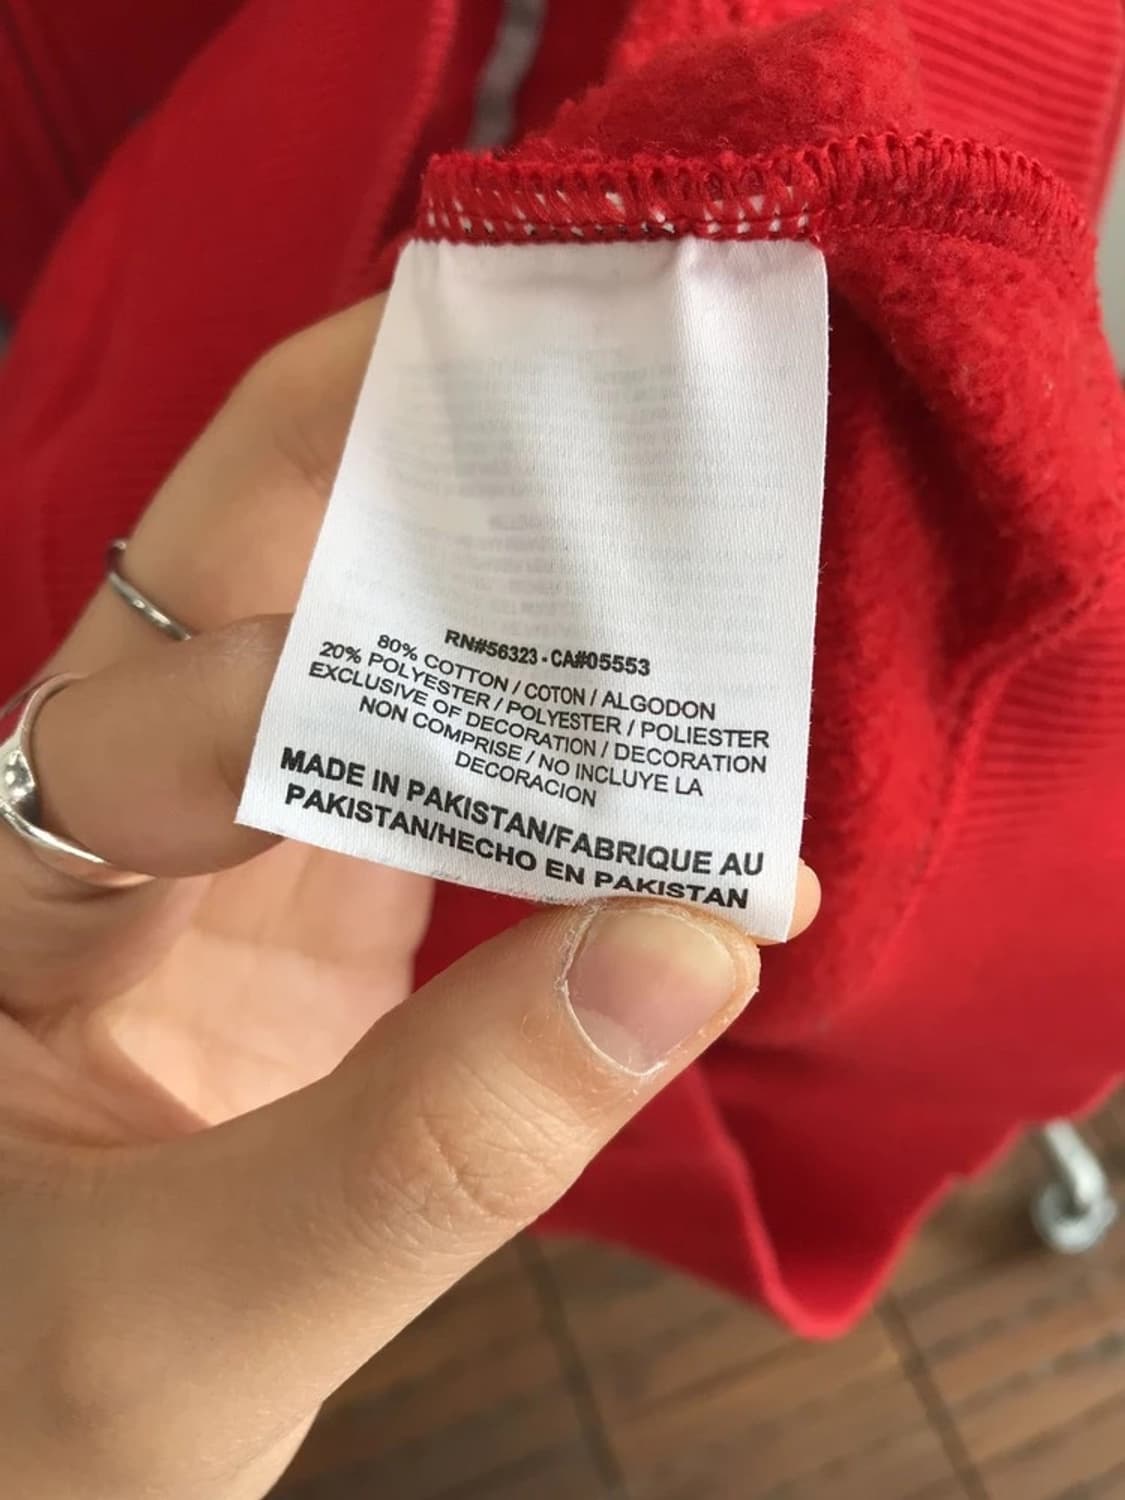 RN#56323 - CA#05553
80% COTTON / COTON / ALGODON
20% POLYESTER / POLYESTER / POLIESTER
EXCLUSIVE OF DECORATION / DECORATION
NON COMPRISE / NO INCLUYE LA
DECORACION
MADE IN PAKISTAN/FABRIQUE AU
PAKISTAN/HECHO EN PAKISTAN